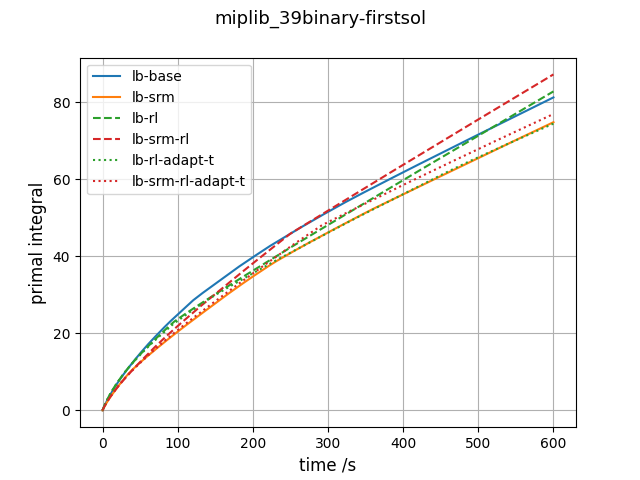 miplib_39binary-firstsol
lb-base
lb-srm
lb-rl
lb-srm-rl
lb-rl-adapt-t
lb-srm-rl-adapt-t
primal integral
80
60
40
20
0
0 100 200 300 400 500 600
time /s